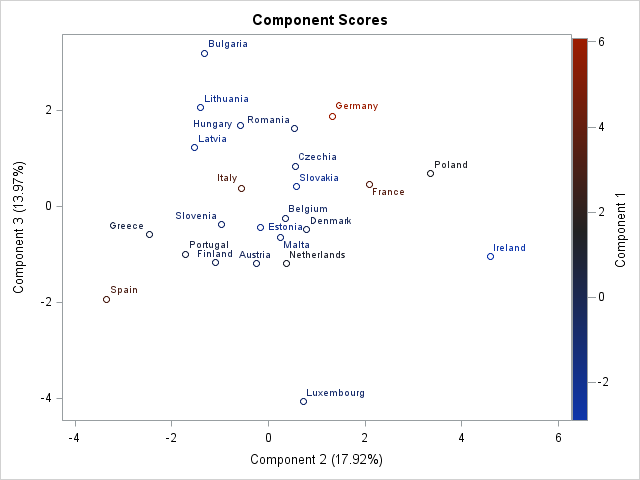 Component Scores
Bulgaria
6
Lithuania
Germany
2
Hungary
Romania
4
Latvia
Czechia
Poland
Italy
Slovakia
France
Component 3 (13.97%)
0
Component 1
2
Belgium
Slovenia
Denmark
Greece
Estonia
Portugal
Malta
Ireland
Finland
Austria
Netherlands
0
Spain
-2
-2
Luxembourg
-4
-4
-2
0
2
4
6
Component 2 (17.92%)